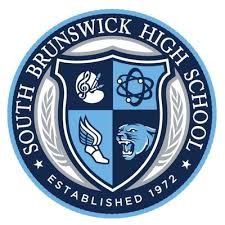 SOUTH BRUNSWICK HIGH SCHOOL
ESTABLISHED 1972